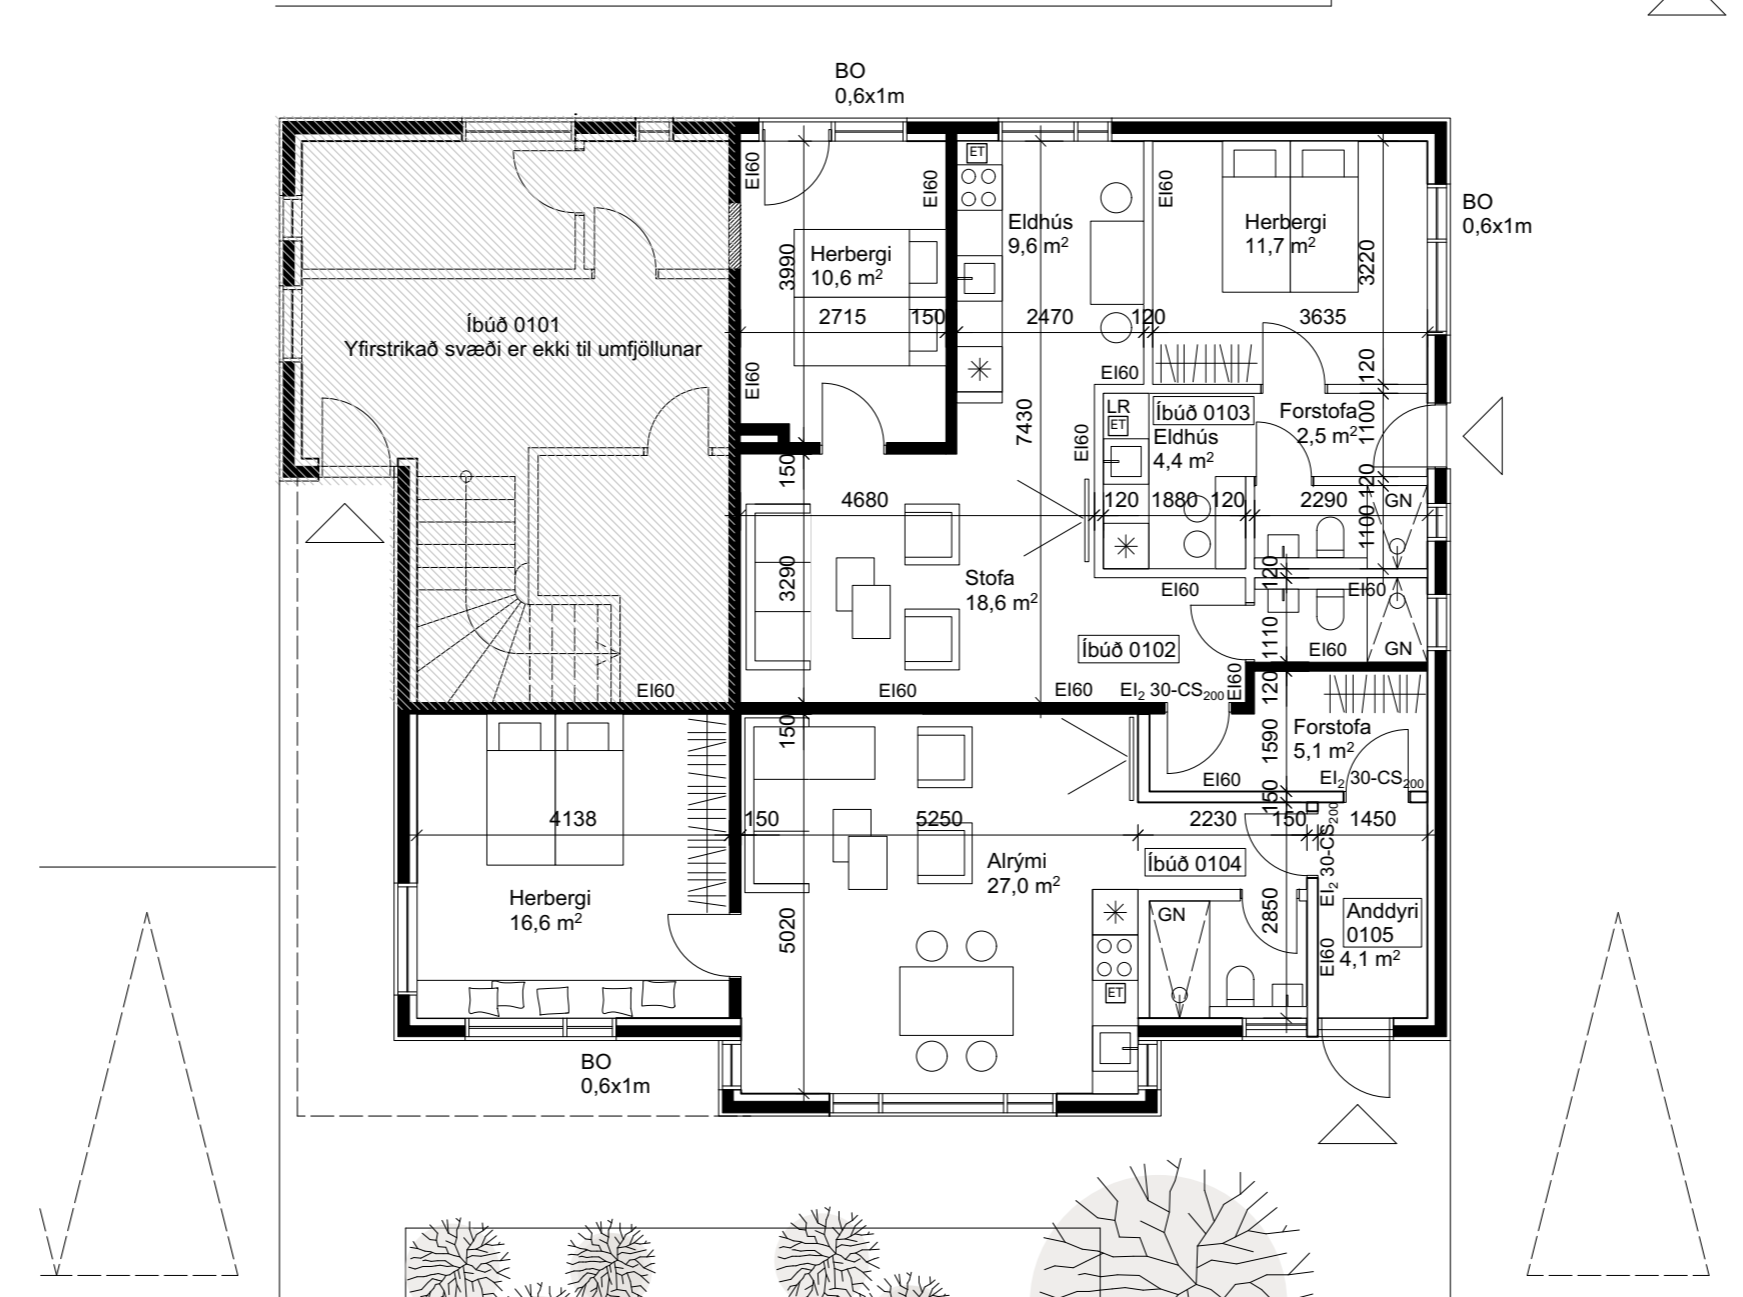 BO
0,6x1m
EI60
EI60
ET
EI60
Eldhús
9,6 m²
Herbergi
11,7 m²
BO
0,6x1m
3220
Herbergi
10,6 m²
3990
2715
150
2470
120
3635
Íbúð 0101
Yfirstrikað svæði er ekki til umfjöllunar
EI60
EI60
120
7430
LR
ET
Íbúð 0103
Eldhús
4,4 m²
Forstofa
2,5 m²
1100
EI60
150
4680
120
1880
120
2290
120
GN
1100
3290
Stofa
18,6 m²
EI60
120
EI60
Íbúð 0102
1110
EI60
GN
EI60
EI60
EI60
EI₂ 30-CS₂₀₀
EI60
120
150
Forstofa
5,1 m²
1590
EI60
EI₂ 30-CS₂₀₀
150
4138
150
5250
2230
150
1450
EI₂ 30-CS₂₀₀
Alrými
27,0 m²
Íbúð 0104
Herbergi
16,6 m²
5020
GN
2850
Anddyri
0105
4,1 m²
EI60
ET
BO
0,6x1m